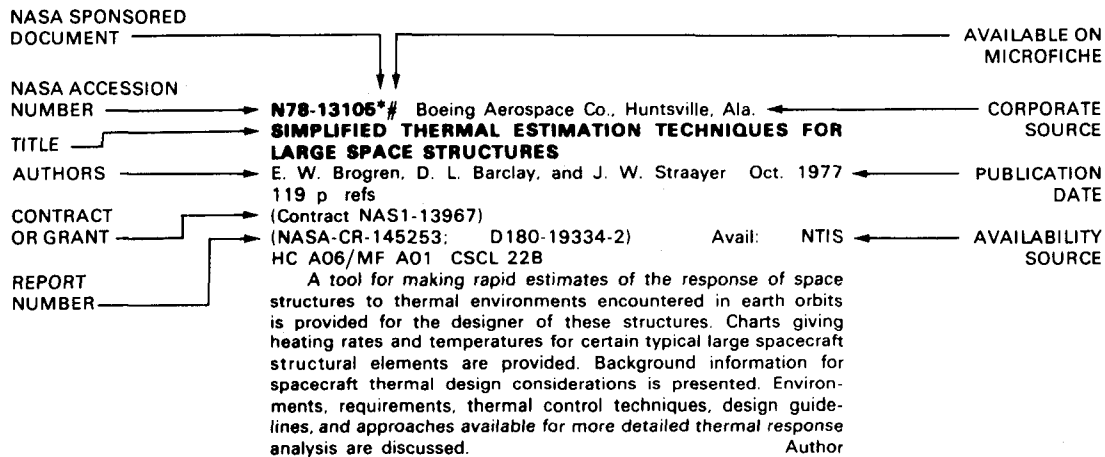 NASA SPONSORED
DOCUMENT
AVAILABLE ON
MICROFICHE
NASA ACCESSION
NUMBER
N78-13105*# Boeing Aerospace Co., Huntsville, Ala.
CORPORATE
SOURCE
TITLE
SIMPLIFIED THERMAL ESTIMATION TECHNIQUES FOR
LARGE SPACE STRUCTURES
AUTHORS
E. W. Brogren, D. L. Barclay, and J. W. Straayer Oct. 1977
119 p refs
PUBLICATION
DATE
CONTRACT
OR GRANT
(Contract NAS1-13967)
(NASA-CR-145253; D180-19334-2) Avail: NTIS
HC A06/MF A01 CSCL 22B
AVAILABILITY
SOURCE
REPORT
NUMBER
A tool for making rapid estimates of the response of space
structures to thermal environments encountered in earth orbits
is provided for the designer of these structures. Charts giving
heating rates and temperatures for certain typical large spacecraft
structural elements are provided. Background information for
spacecraft thermal design considerations is presented. Environ-
ments, requirements, thermal control techniques, design guide-
lines, and approaches available for more detailed thermal response
analysis are discussed. Author